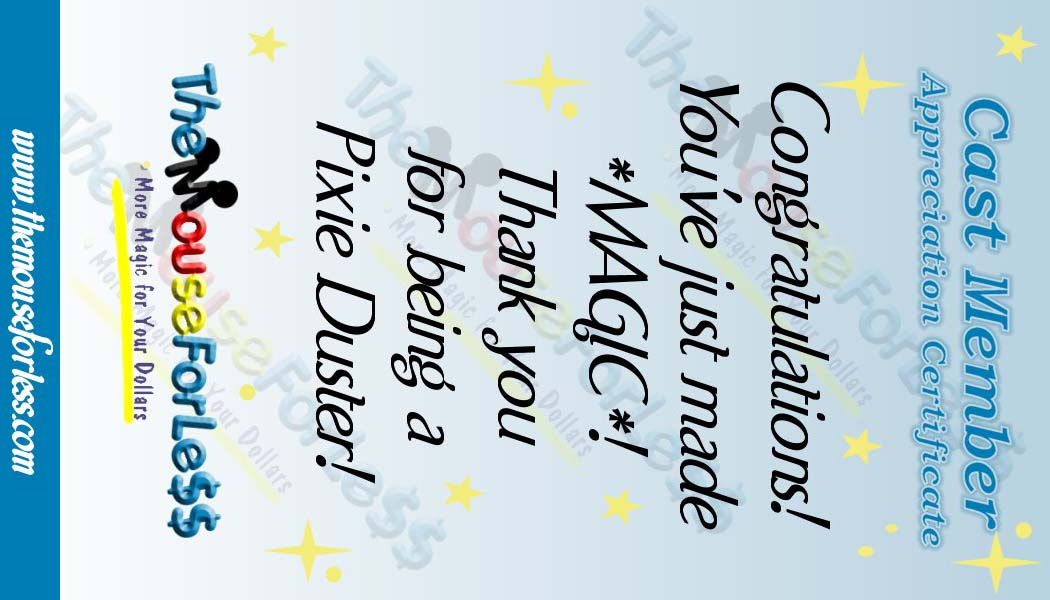 Cast Member
Appreciation Certificate
Congratulations!
You've just made
*MAGIC*!
Thank you
for being a
Pixie Duster!
TheMouseForLe$$
More Magic for Your Dollars
www.themouseforless.com